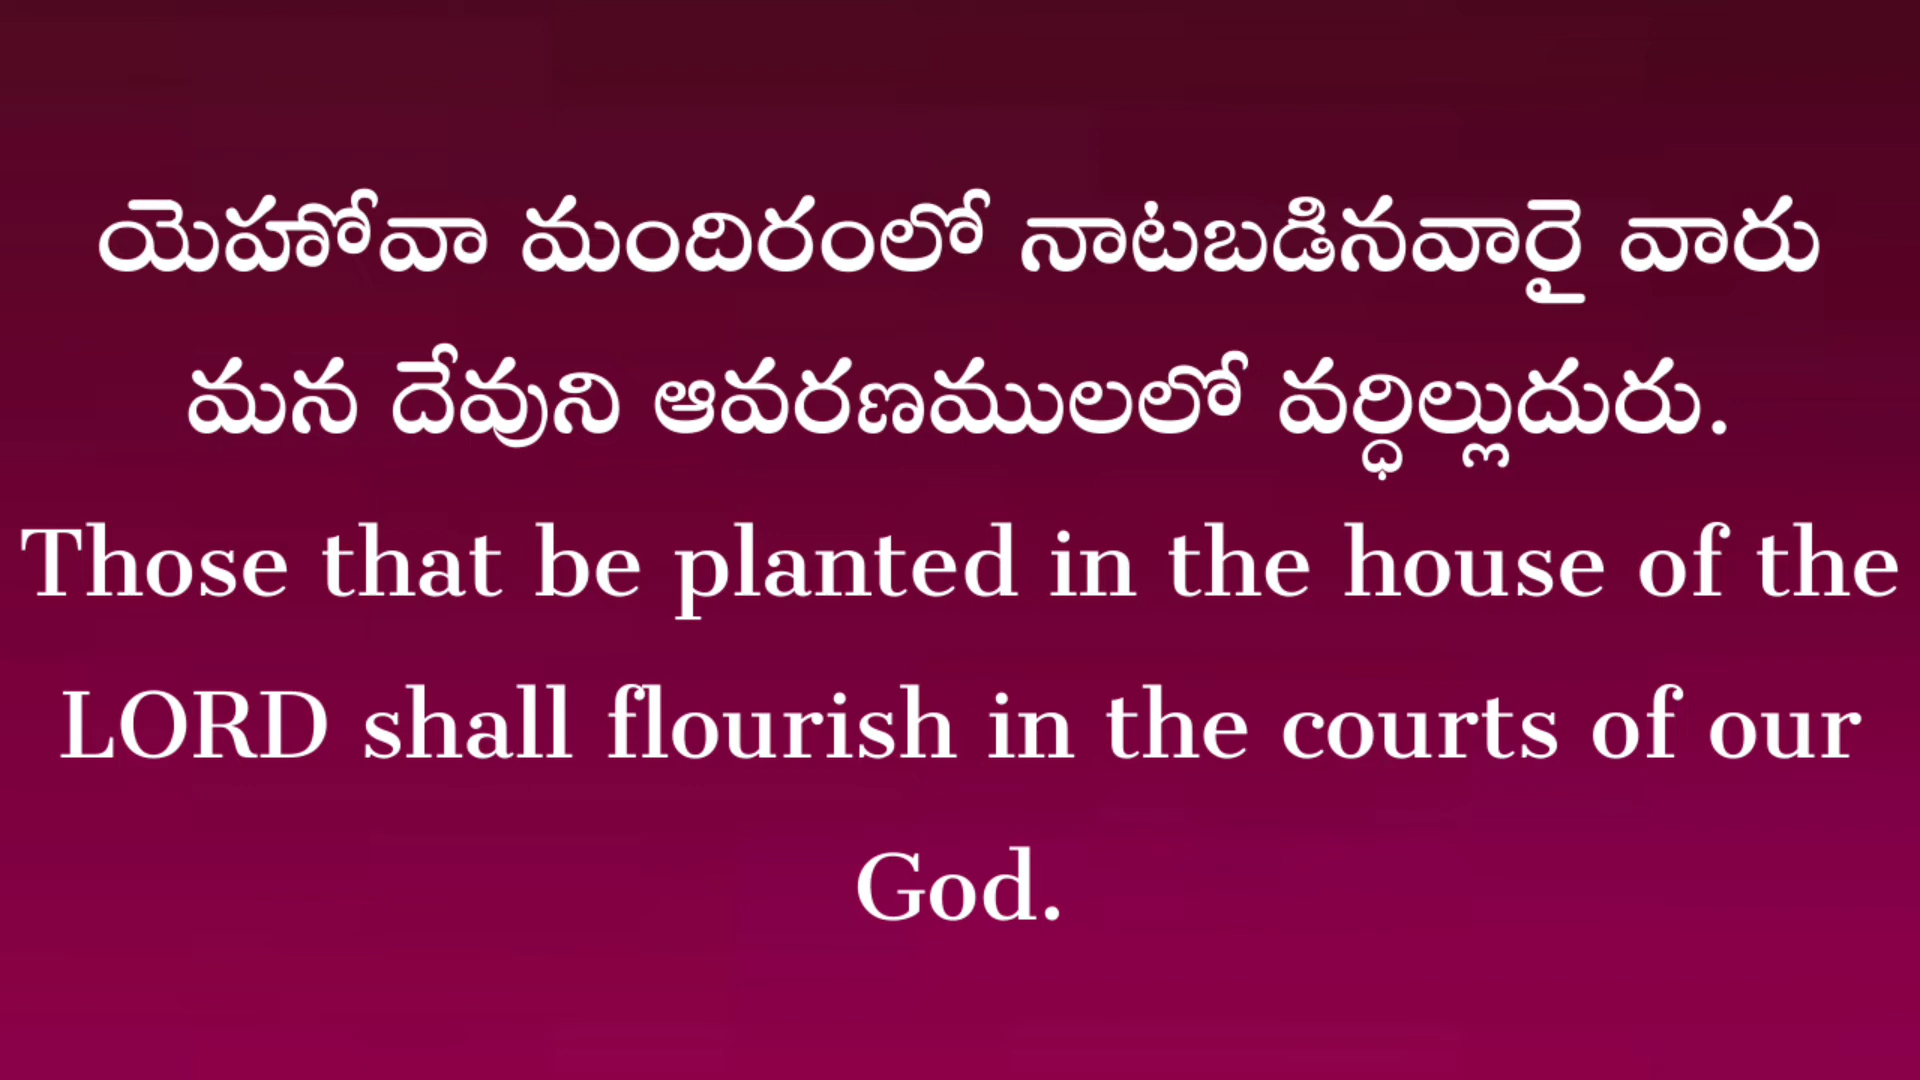 యెహోవా మందిరంలో నాటబడినవారై వారు
మన దేవుని ఆవరణములలో వర్ధిల్లుదురు.
Those that be planted in the house of the
LORD shall flourish in the courts of our
God.